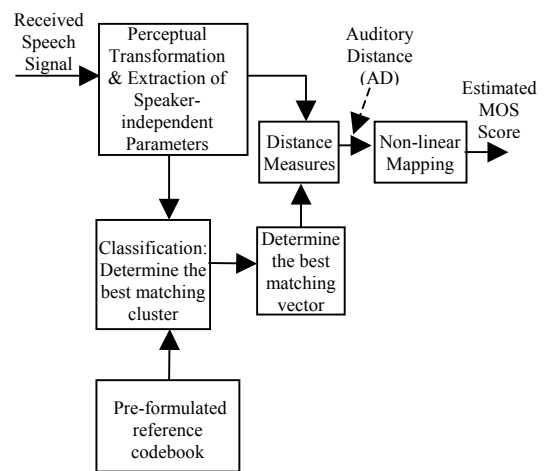 Received
Speech
Signal
Perceptual
Transformation
& Extraction of
Speaker-
independent
Parameters
Auditory
Distance
(AD)
Estimated
MOS
Score
Distance
Measures
Non-linear
Mapping
Classification:
Determine the
best matching
cluster
Determine
the best
matching
vector
Pre-formulated
reference
codebook